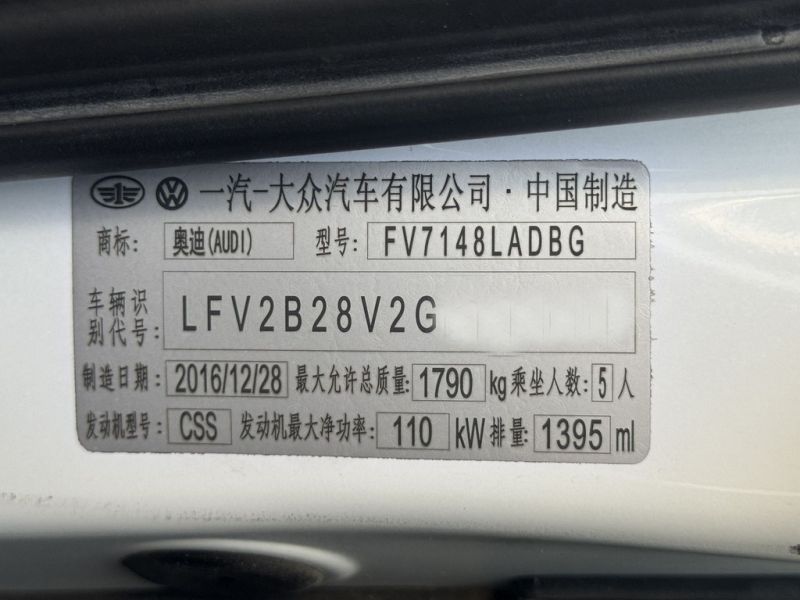 一汽-大众汽车有限公司·中国制造
商标: 奥迪(AUDI) 型号: FV7148LADBG
车辆识别代号: LFV2B28V2G
制造日期: 2016/12/28 最大允许总质量: 1790 kg 乘坐人数: 5 人
发动机型号: CSS 发动机最大净功率: 110 kW 排量: 1395 ml